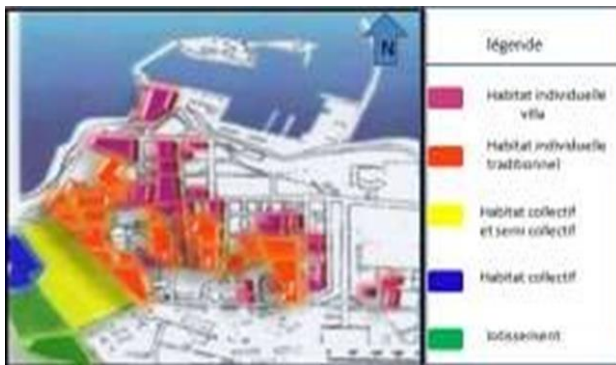 N
légende
Habitat individuelle
villa
Habitat individuelle
traditionnel
Habitat collectif
et semi collectif
Habitat collectif
lotissement